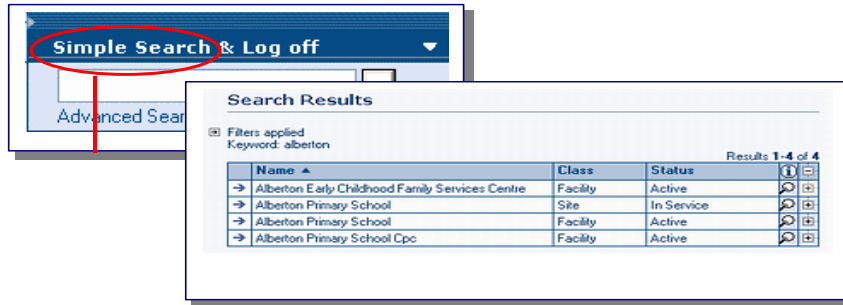 Simple Search & Log off
Advanced Sear
Search Results
Filters applied
Keyword: alberton
Results 1-4 of 4
Name Class Status
Alberton Early Childhood Family Services Centre Facility Active
Alberton Primary School Site In Service
Alberton Primary School Facility Active
Alberton Primary School Cpc Facility Active